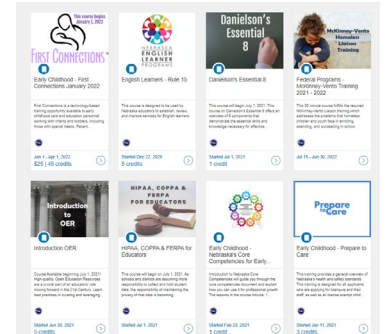 This course begins
January 1, 2022
FIRST CONNECTIONS
Early Childhood - First
Connections January 2022
First Connections is a technology-based
training opportunity available to early
childhood care and education personnel
working with infants and toddlers, including
those with special needs. Parent...
Jan 1 - Apr 1, 2022
$25 | 45 credits
NEBRASKA
ENGLISH
LEARNERS
PROGRAMS
English Learners - Rule 15
This course is designed to be used by
Nebraska educators to establish, review,
and improve services for English learners.
Started Dec 22, 2020
Danielson's
Essential
8
Danielson's Essential 8
This course will begin July 1, 2021. This
course of Danielson's Essential 8 offers an
overview of 8 components that
demonstrate the essential skills and
knowledge necessary for effective...
Started Jul 1, 2021
1 credit
McKinney-Vento
Homeless
Liaison
Training
Federal Programs -
McKinney-Vento Training
2021 - 2022
This 30 minute course fulfills the required
McKinney-Vento Liaison training which
addresses the problems that homeless
children and youth face in enrolling,
attending, and succeeding in school.
Jul 15 - Jun 30, 2022
Introduction
to
OER
Introduction OER
Course Available beginning July 1, 2021!
High-quality Open Education Resources
are a crucial part of an educators' role
moving forward in the 21st Century. Learn
best practices in curating and leveraging
Started Jun 30, 2021
HIPAA, COPPA &
FERPA
FOR EDUCATORS
HIPAA, COPPA & FERPA for
Educators
This course will begin on July 1, 2021. As
schools and districts are assuming more
responsibility to collect and hold student
data, the responsibility of maintaining the
privacy of that data is becoming...
Started Jul 1, 2021
Early Childhood -
Nebraska's Core
Competencies for Early...
Introduction to Nebraska Core
Competencies will guide you through the
core competencies document and explain
how you can use it for professional growth.
The lessons in the course include: 1.
Started Feb 23, 2021
1 credit
Prepare
to Care
Early Childhood - Prepare to
Care
This training provides a general overview of
Nebraska's health and safety standards.
This training is designed for all applicants
who are applying for licensure and their
staff, as well as all license exempt child
Started Jan 11, 2021
3 credits